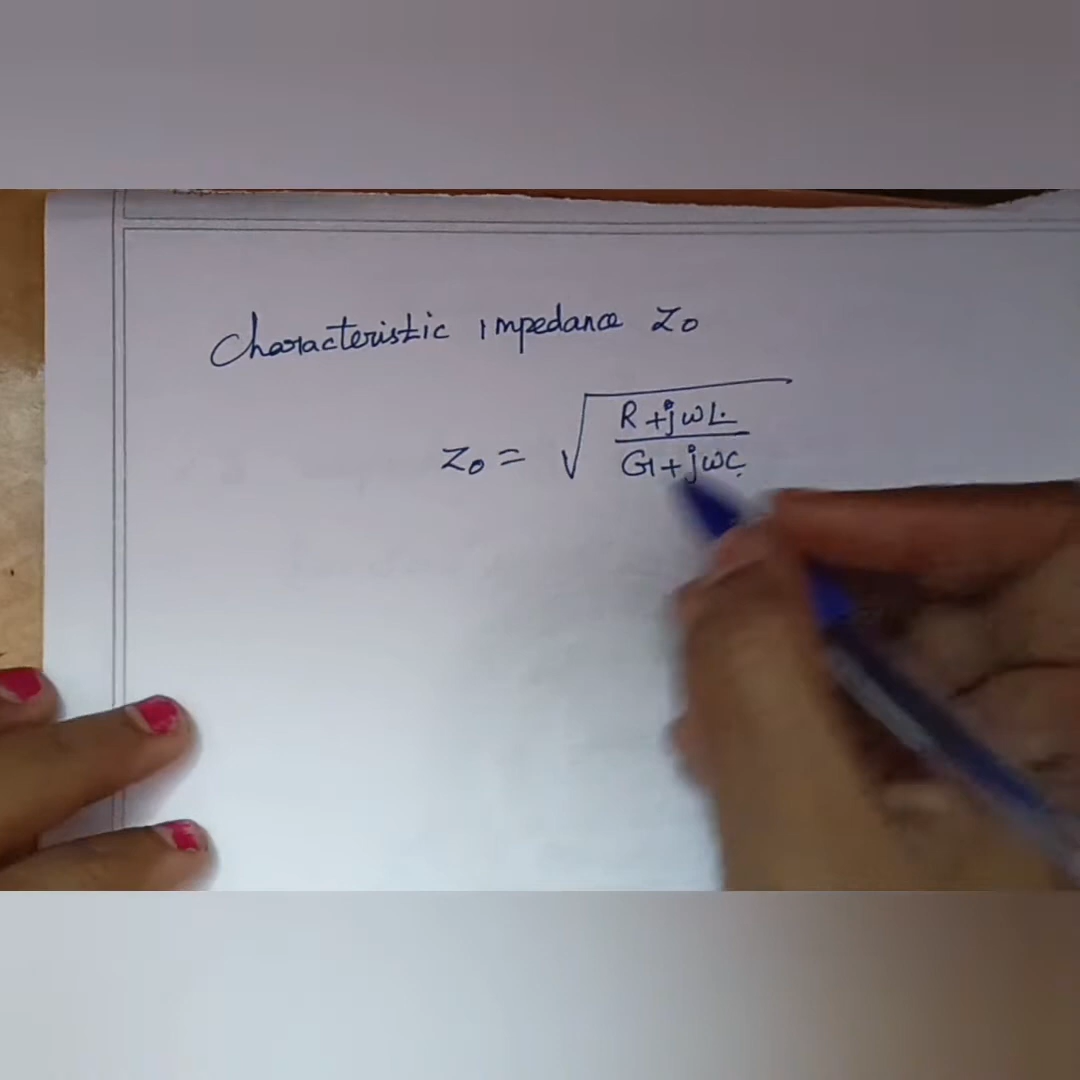 Characteristic impedance Z0
Z0 = √ R + jωL / G + jωC